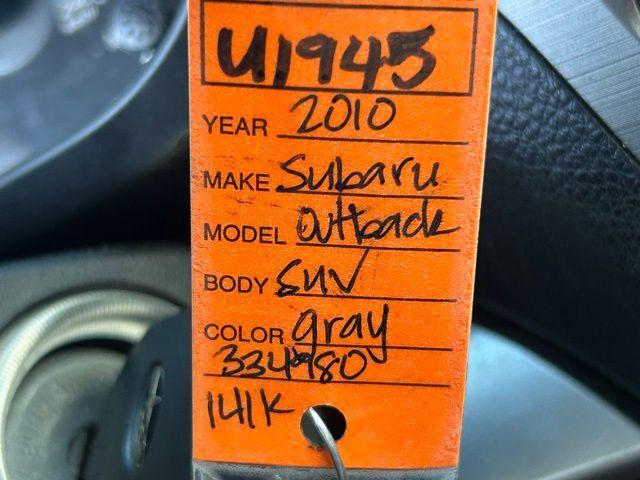 U1945
YEAR 2010
MAKE Subaru
MODEL Outback
BODY SUV
COLOR gray
334980
141K